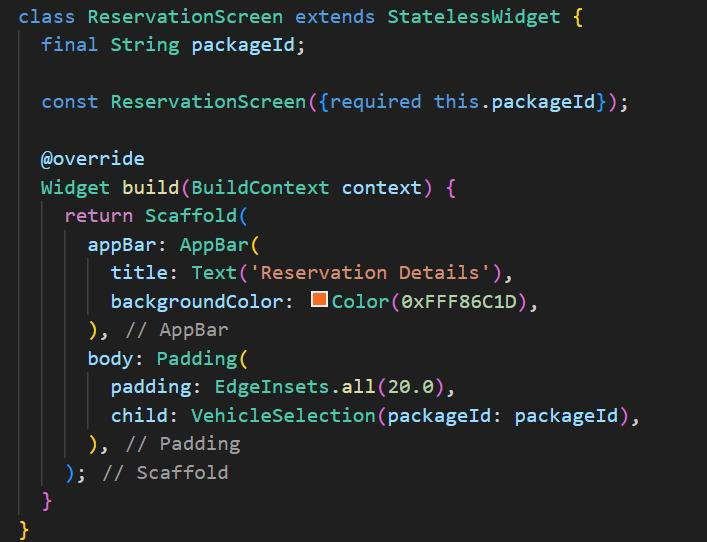 class ReservationScreen extends StatelessWidget {
  final String packageId;

  const ReservationScreen({required this.packageId});

  @override
  Widget build(BuildContext context) {
    return Scaffold(
      appBar: AppBar(
        title: Text('Reservation Details'),
        backgroundColor: Color(0xFFF86C1D),
      ), // AppBar
      body: Padding(
        padding: EdgeInsets.all(20.0),
        child: VehicleSelection(packageId: packageId),
      ), // Padding
    ); // Scaffold
  }
}